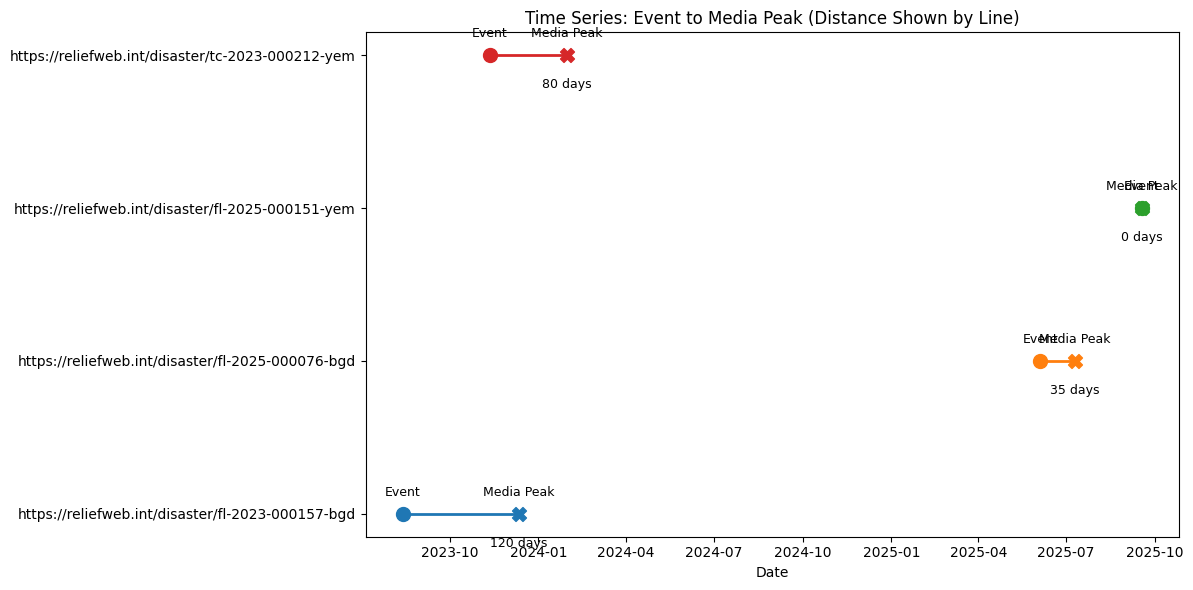 Time Series: Event to Media Peak (Distance Shown by Line)
https://reliefweb.int/disaster/tc-2023-000212-yem
Event
Media Peak
80 days
https://reliefweb.int/disaster/fl-2025-000151-yem
Event
Media Peak
0 days
https://reliefweb.int/disaster/fl-2025-000076-bgd
Event
Media Peak
35 days
https://reliefweb.int/disaster/fl-2023-000157-bgd
Event
Media Peak
120 days
2023-10 2024-01 2024-04 2024-07 2024-10 2025-01 2025-04 2025-07 2025-10
Date